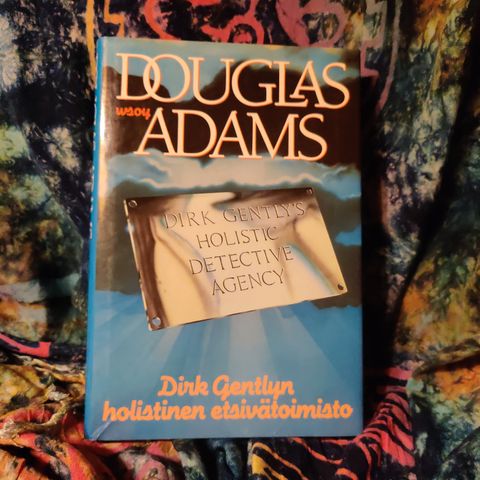 DOUGLAS
wsoy
ADAMS
DIRK GENTLY'S
HOLISTIC
DETECTIVE
AGENCY
Dirk Gentlyn
holistinen etsivätoimisto